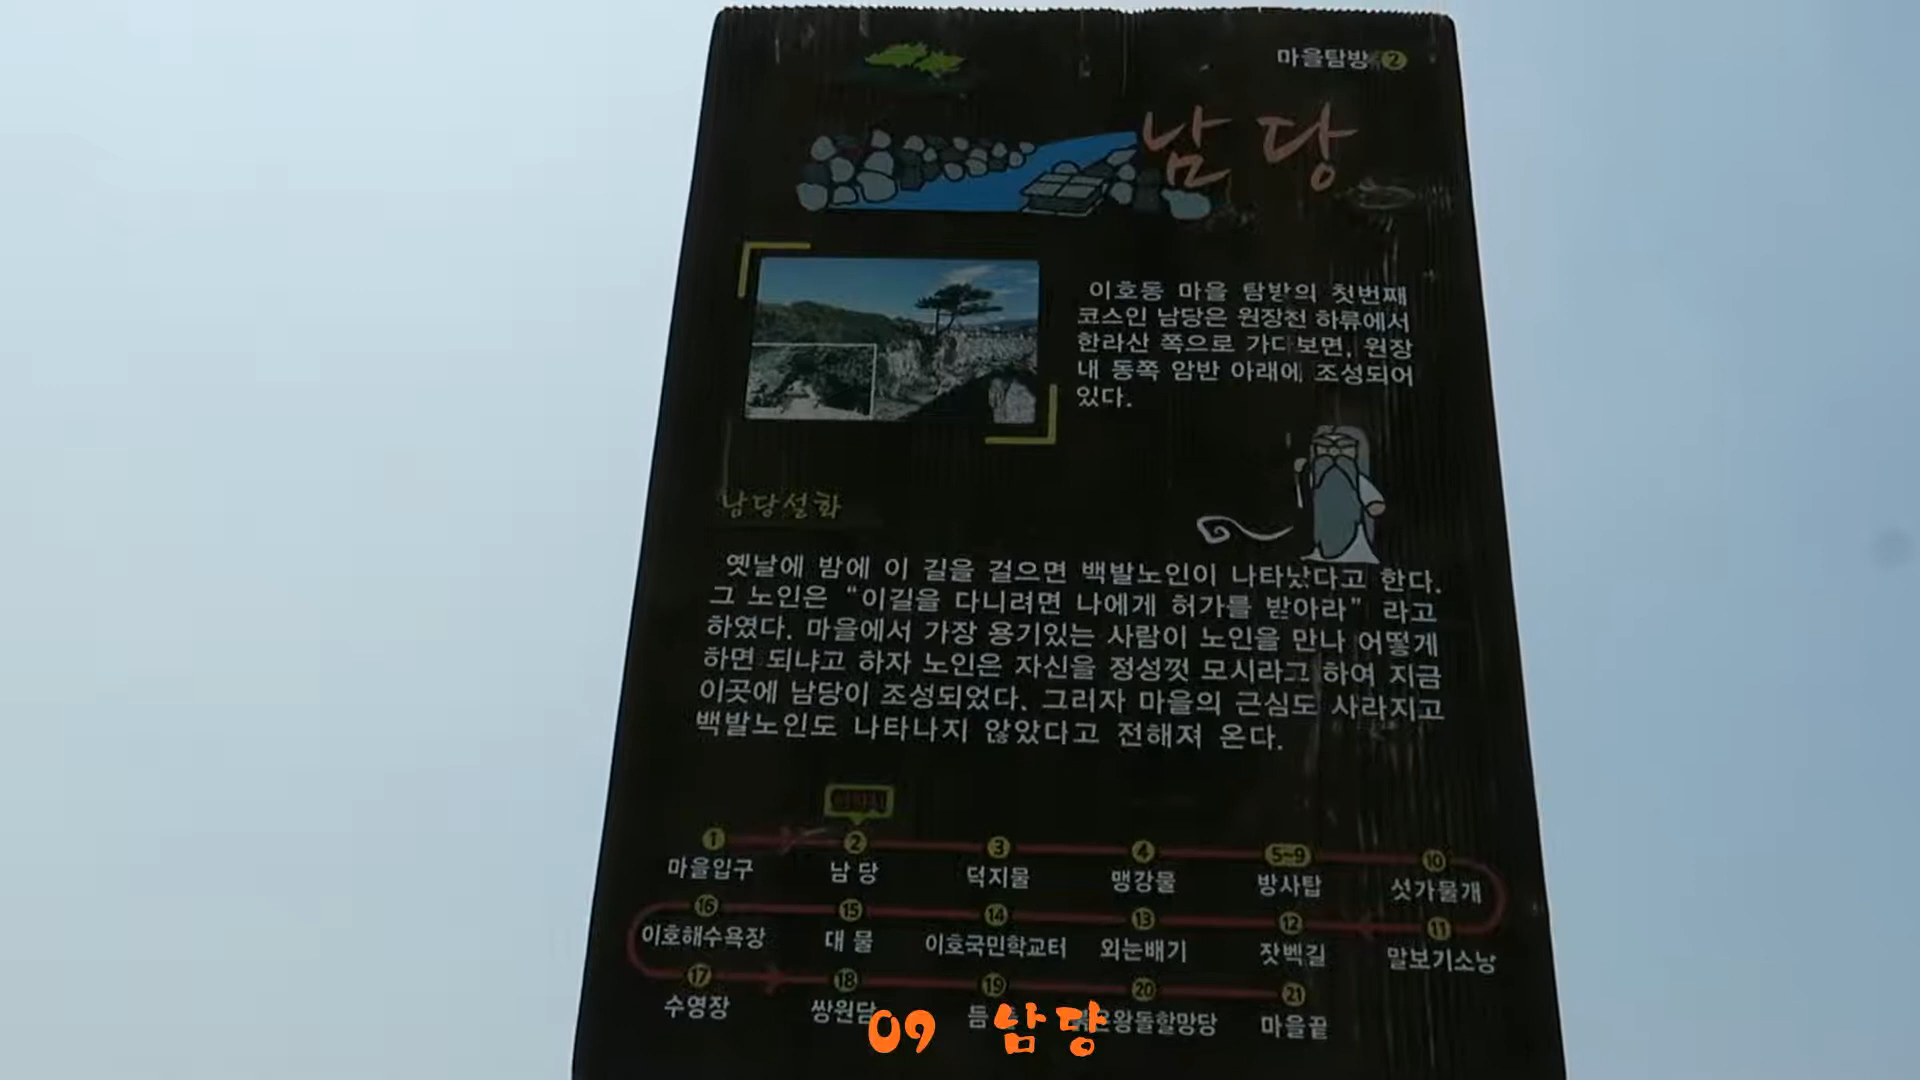 마을탐방 2
남당
이호동 마을 탐방의 첫번째
코스인 남당은 원장천 하류에서
한라산 쪽으로 가다보면, 원장
내 동쪽 암반 아래에 조성되어
있다.
남당설화
옛날에 밤에 이 길을 걸으면 백발노인이 나타났다고 한다.
그 노인은 “이길을 다니려면 나에게 허가를 받아라” 라고
하였다. 마을에서 가장 용기있는 사람이 노인을 만나 어떻게
하면 되냐고 하자 노인은 자신을 정성껏 모시라고 하여 지금
이곳에 남당이 조성되었다. 그러자 마을의 근심도 사라지고
백발노인도 나타나지 않았다고 전해져 온다.
현위치
1 2 3 4 5~9 10
마을입구 남당 덕지물 맹강물 방사탑 섯가물개
16 15 14 13 12 11
이호해수욕장 대물 이호국민학교터 외눈배기 잣벡길 말보기소낭
17 18 19 20 21
수영장 쌍원담 마을끝
09 남당